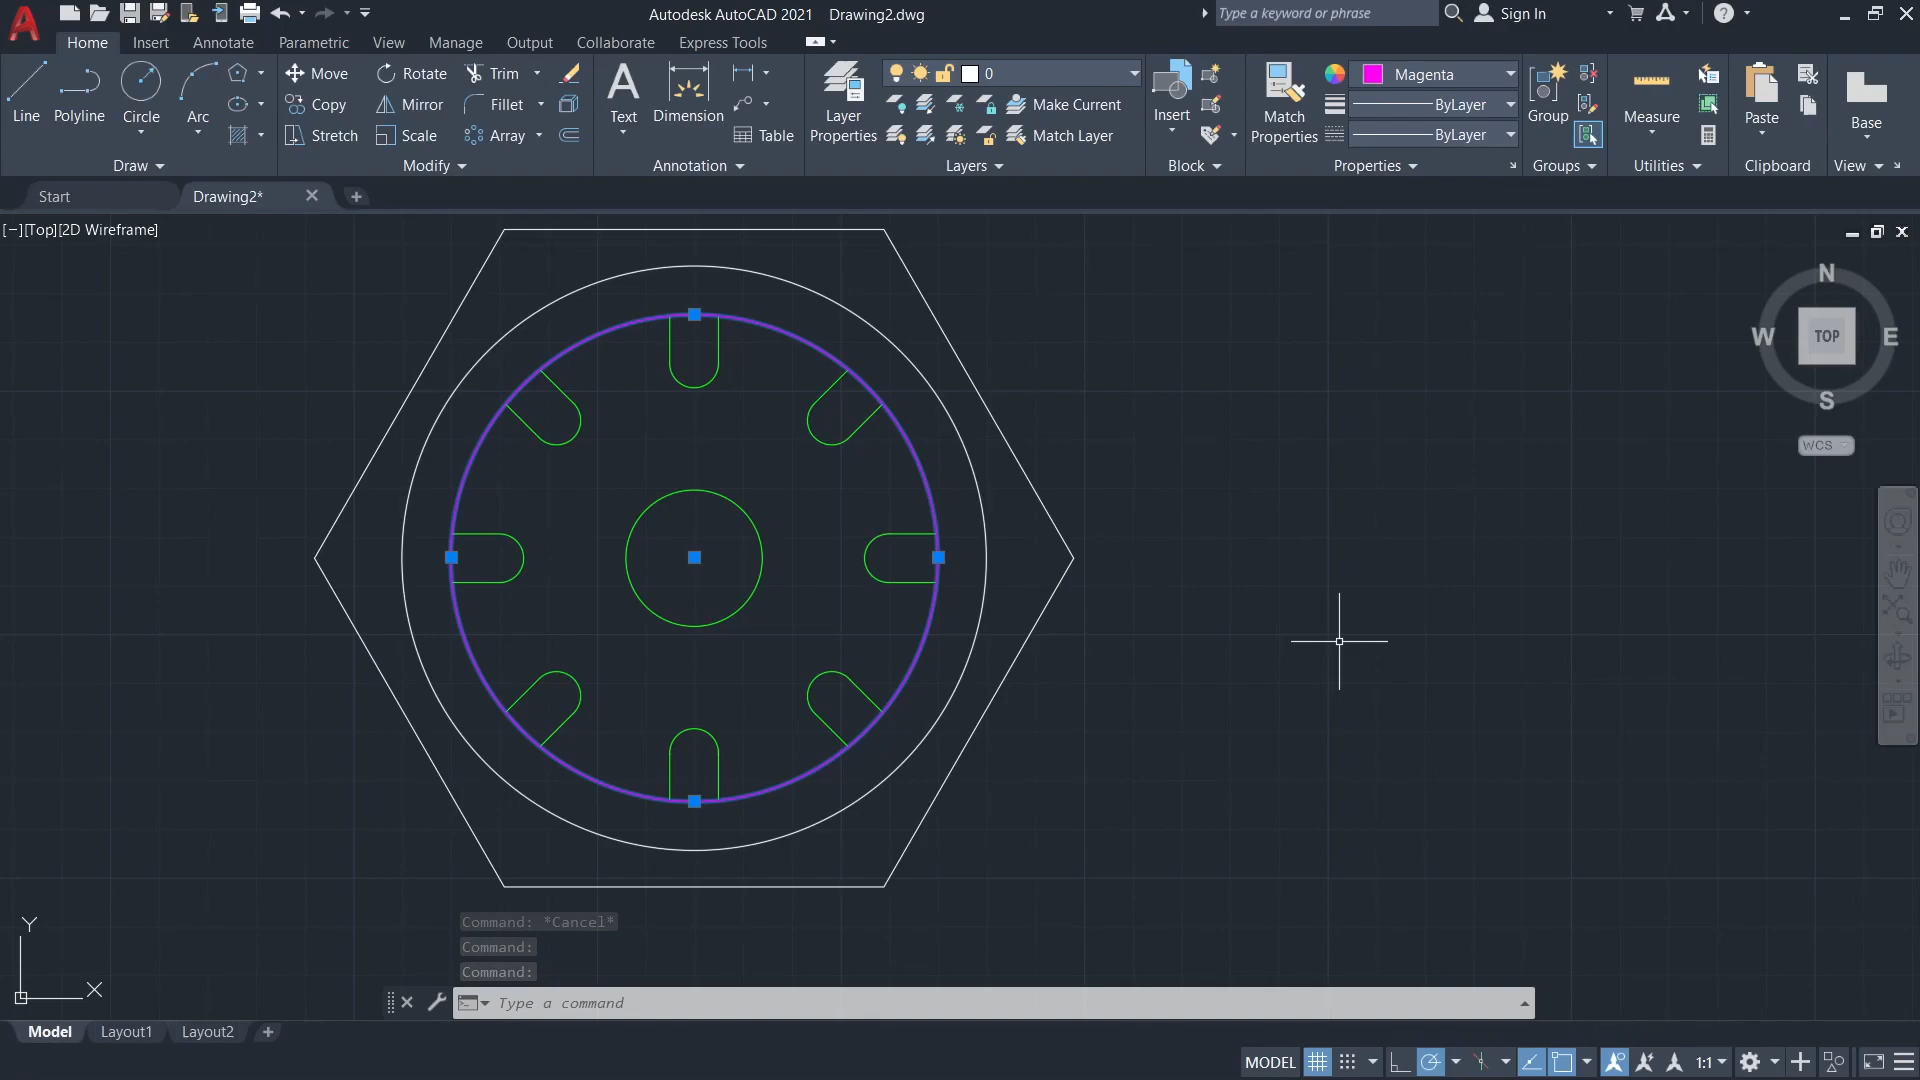 A
Autodesk AutoCAD 2021 Drawing2.dwg
Type a keyword or phrase
Sign In
Home Insert Annotate Parametric View Manage Output Collaborate Express Tools
Line
Polyline
Circle
Arc
Move
Rotate
Trim
Copy
Mirror
Fillet
Stretch
Scale
Array
A
Text
Dimension
Table
Layer
Properties
0
Make Current
Match Layer
Insert
Match
Properties
Magenta
ByLayer
ByLayer
Group
Measure
Paste
Base
Draw
Modify
Annotation
Layers
Block
Properties
Groups
Utilities
Clipboard
View
Start
Drawing2*
[−][Top][2D Wireframe]
N
W
TOP
E
S
WCS
Y
X
Command: *Cancel*
Command:
Command:
Type a command
Model
Layout1
Layout2
MODEL
1:1